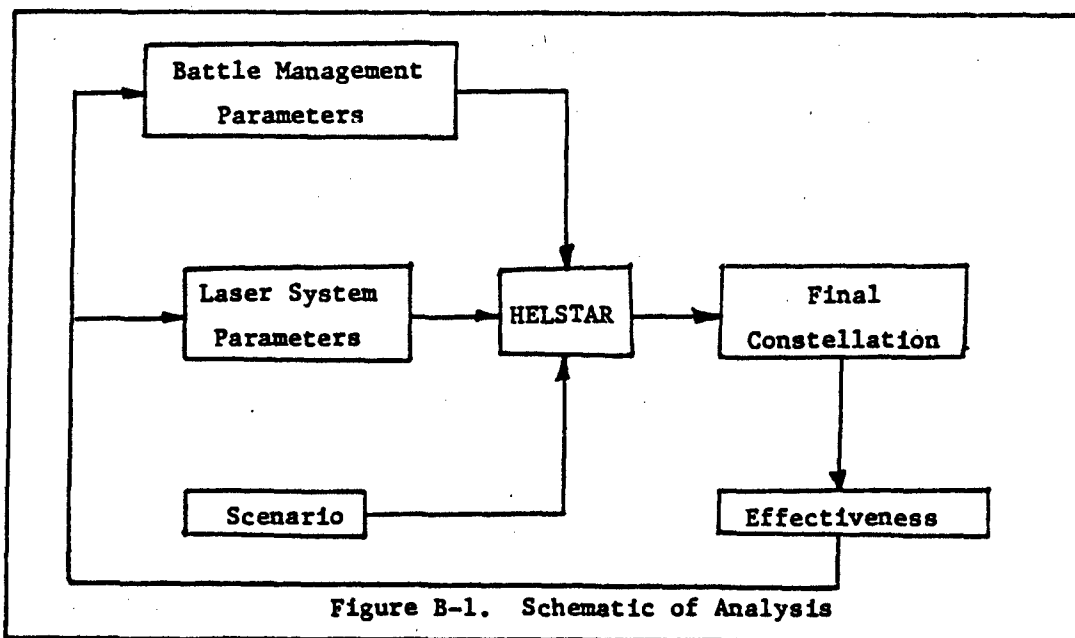 Battle Management
Parameters
Laser System
Parameters
HELSTAR
Final
Constellation
Scenario
Effectiveness
Figure B-1. Schematic of Analysis